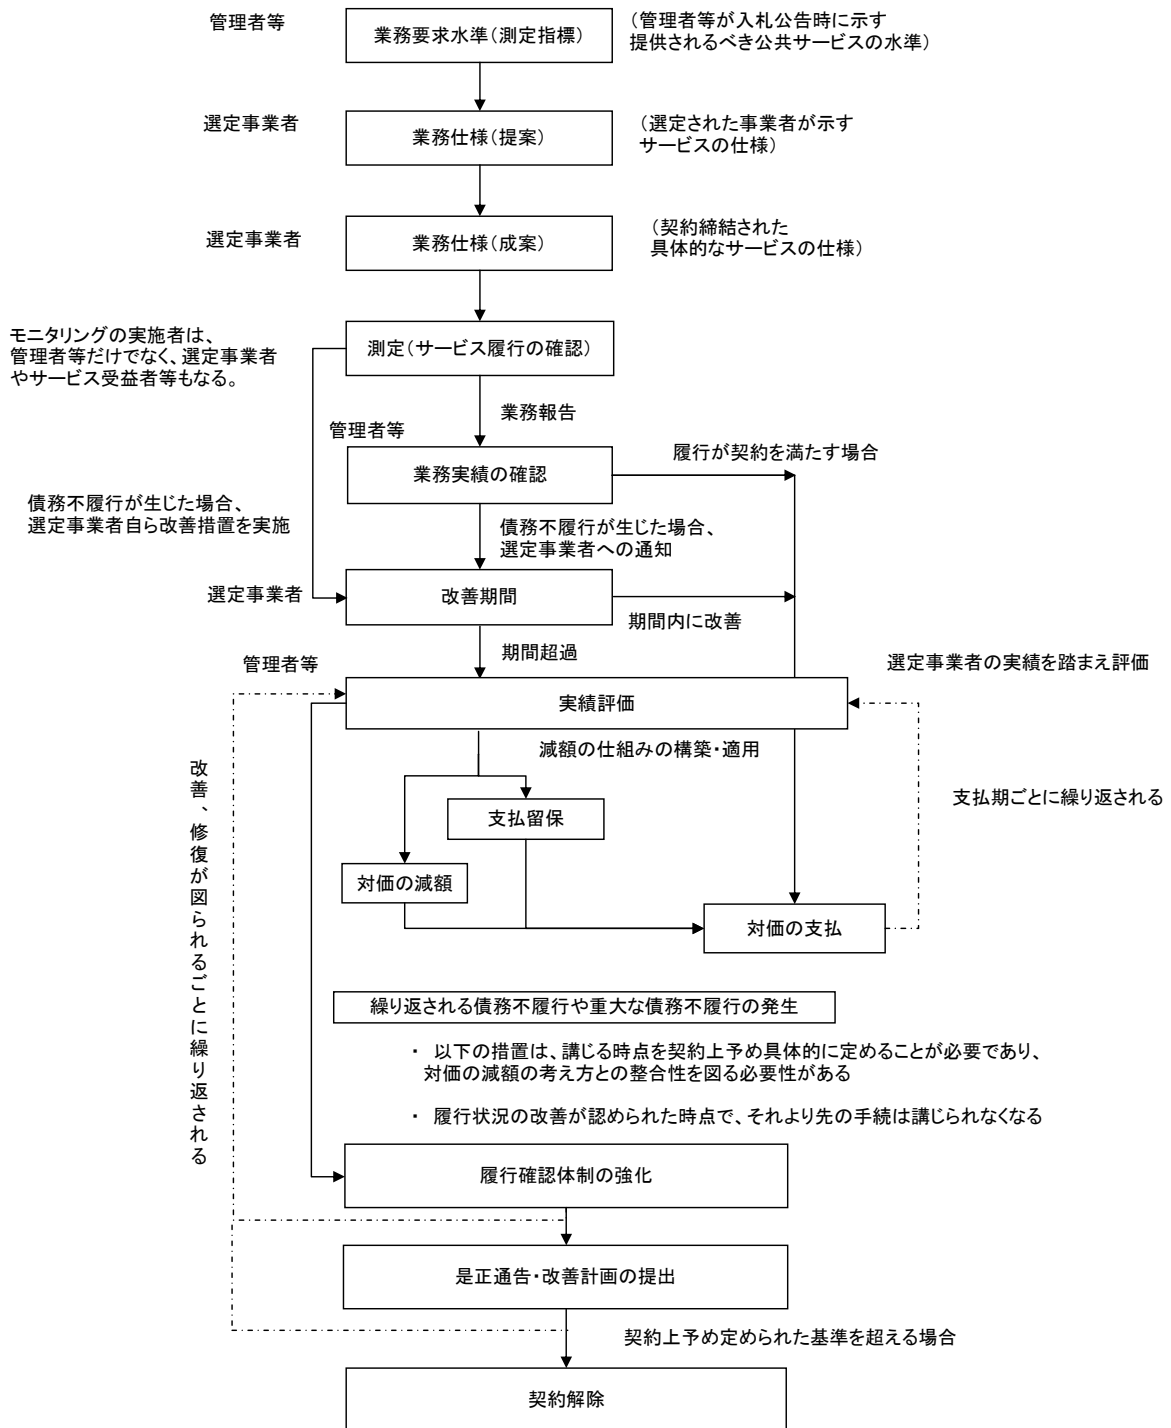 管理者等
業務要求水準（測定指標）
（管理者等が入札公告時に示す
提供されるべき公共サービスの水準）
選定事業者
業務仕様（提案）
（選定された事業者が示す
サービスの仕様）
選定事業者
業務仕様（成案）
（契約締結された
具体的なサービスの仕様）
モニタリングの実施者は、
管理者等だけでなく、選定事業者
やサービス受益者等もなる。
測定（サービス履行の確認）
業務報告
管理者等
業務実績の確認
履行が契約を満たす場合
債務不履行が生じた場合、
選定事業者自ら改善措置を実施
債務不履行が生じた場合、
選定事業者への通知
選定事業者
改善期間
期間内に改善
期間超過
管理者等
選定事業者の実績を踏まえ評価
実績評価
減額の仕組みの構築・適用
支払期ごとに繰り返される
支払留保
対価の減額
対価の支払
改善、修復が図られるごとに繰り返される
繰り返される債務不履行や重大な債務不履行の発生
・ 以下の措置は、講じる時点を契約上予め具体的に定めることが必要であり、
対価の減額の考え方との整合性を図る必要性がある
・ 履行状況の改善が認められた時点で、それより先の手続は講じられなくなる
履行確認体制の強化
是正通告・改善計画の提出
契約上予め定められた基準を超える場合
契約解除